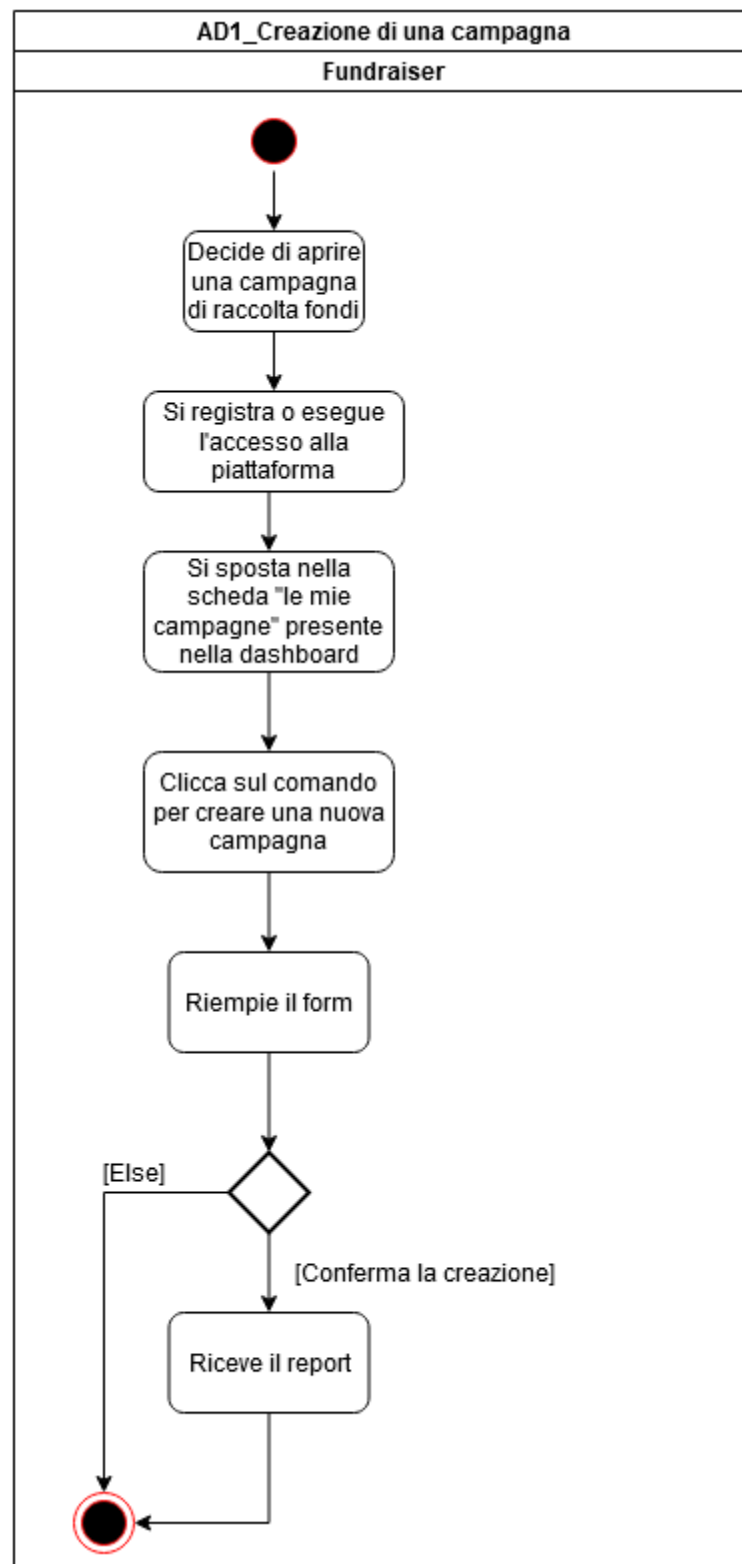 AD1_Creazione di una campagna
Fundraiser
Decide di aprire
una campagna
di raccolta fondi
Si registra o esegue
l'accesso alla
piattaforma
Si sposta nella
scheda "le mie
campagne" presente
nella dashboard
Clicca sul comando
per creare una nuova
campagna
Riempie il form
[Else]
[Conferma la creazione]
Riceve il report